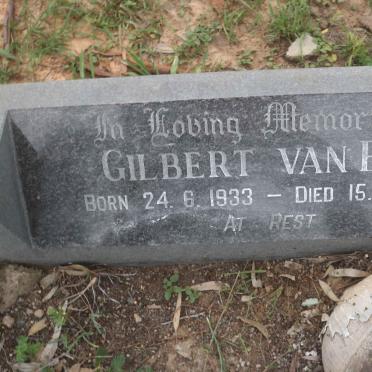 In Loving Memor
GILBERT VAN H
BORN 24. 6. 1933 – DIED 15.
AT REST